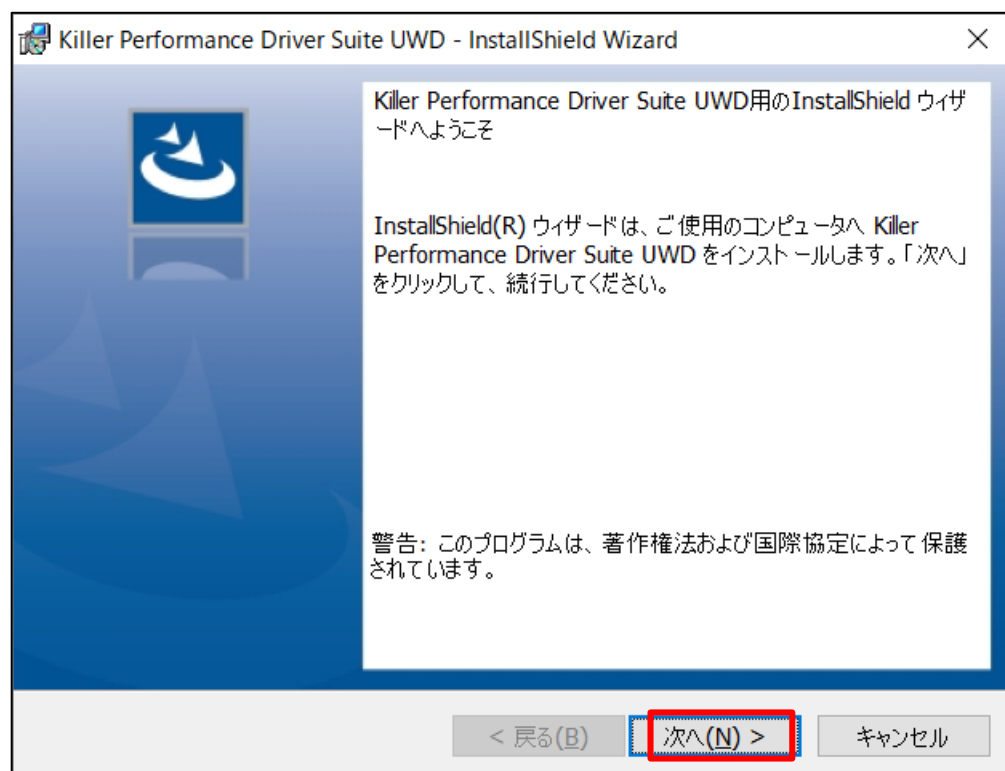 Killer Performance Driver Suite UWD - InstallShield Wizard
Killer Performance Driver Suite UWD用のInstallShield ウィザ
ードへようこそ
InstallShield(R) ウィザードは、ご使用のコンピュータへ Killer
Performance Driver Suite UWD をインストールします。「次へ」
をクリックして、続行してください。
警告: このプログラムは、著作権法および国際協定によって保護
されています。
< 戻る(B)
次へ(N) >
キャンセル